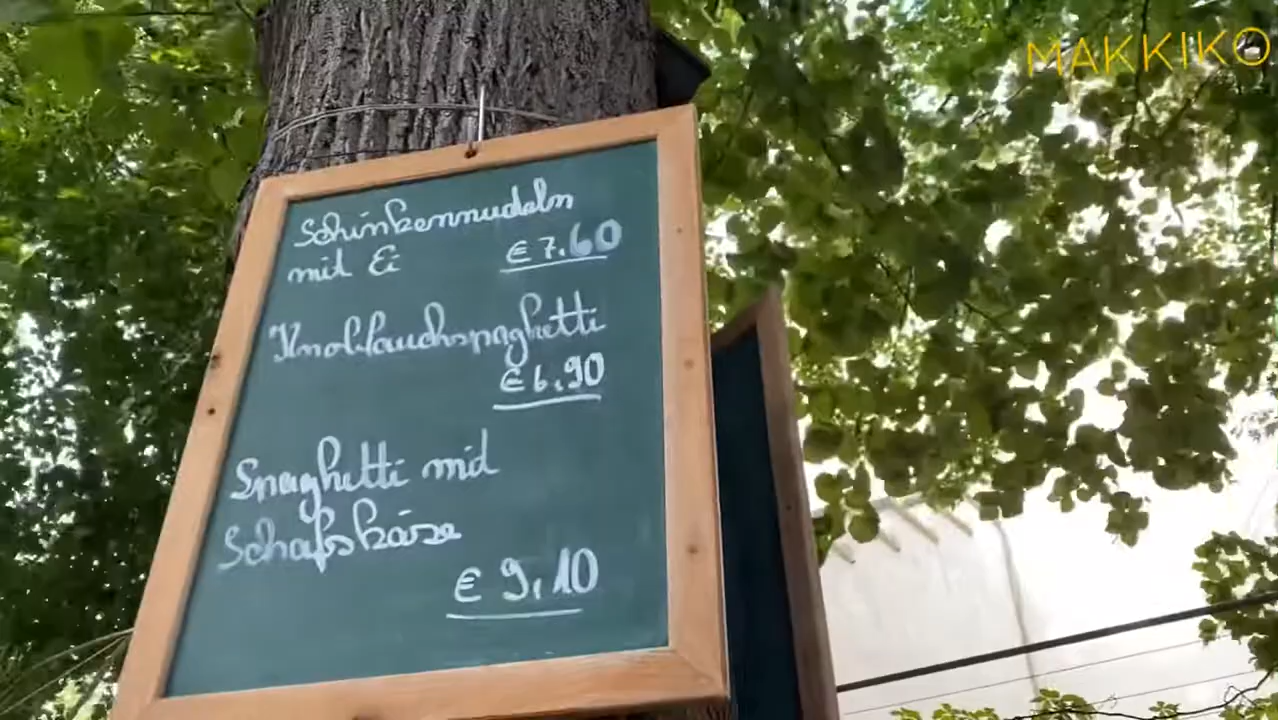 MAKKIKO
Schinkennudeln
mit Ei € 7.60
Knoblauchspaghetti
€ 6.90
Spaghetti mit
Schafskäse
€ 9,10